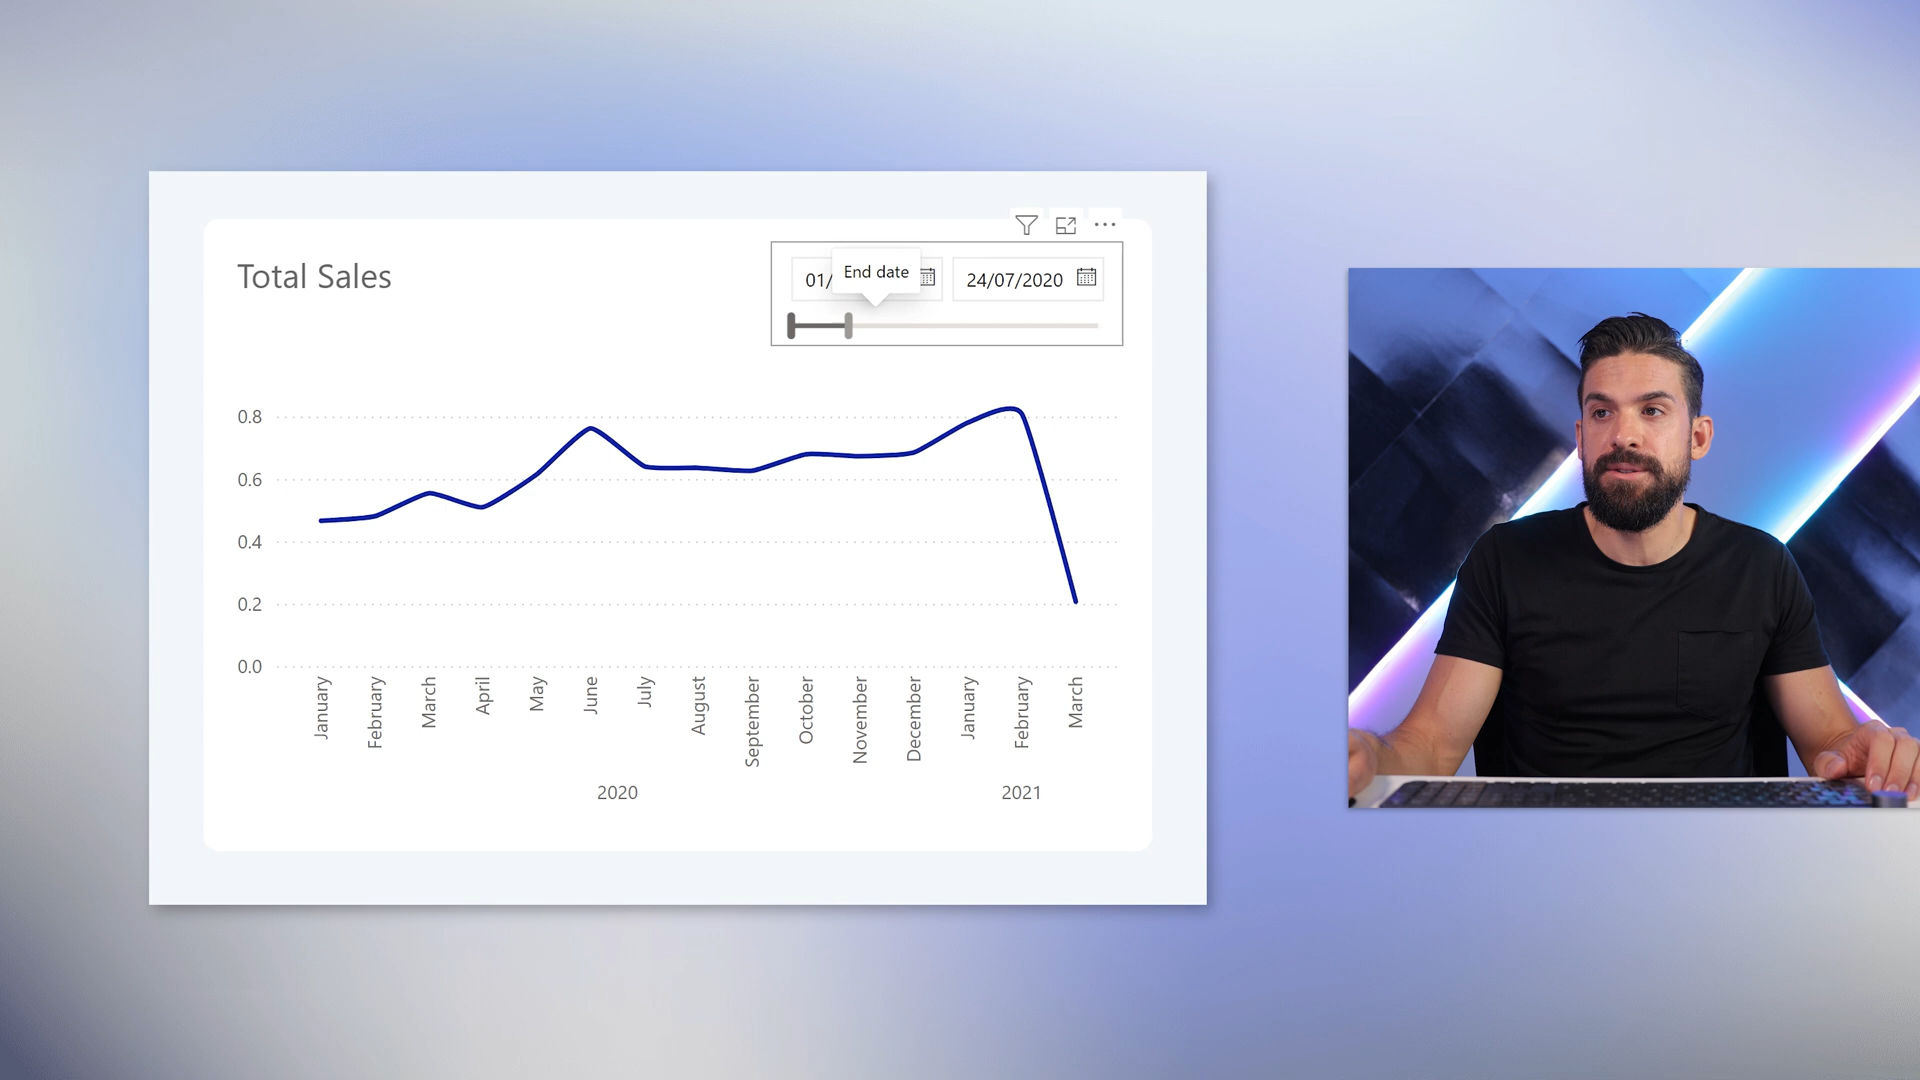 Total Sales
01/
End date
24/07/2020
0.8
0.6
0.4
0.2
0.0
January
February
March
April
May
June
July
August
September
October
November
December
January
February
March
2020
2021